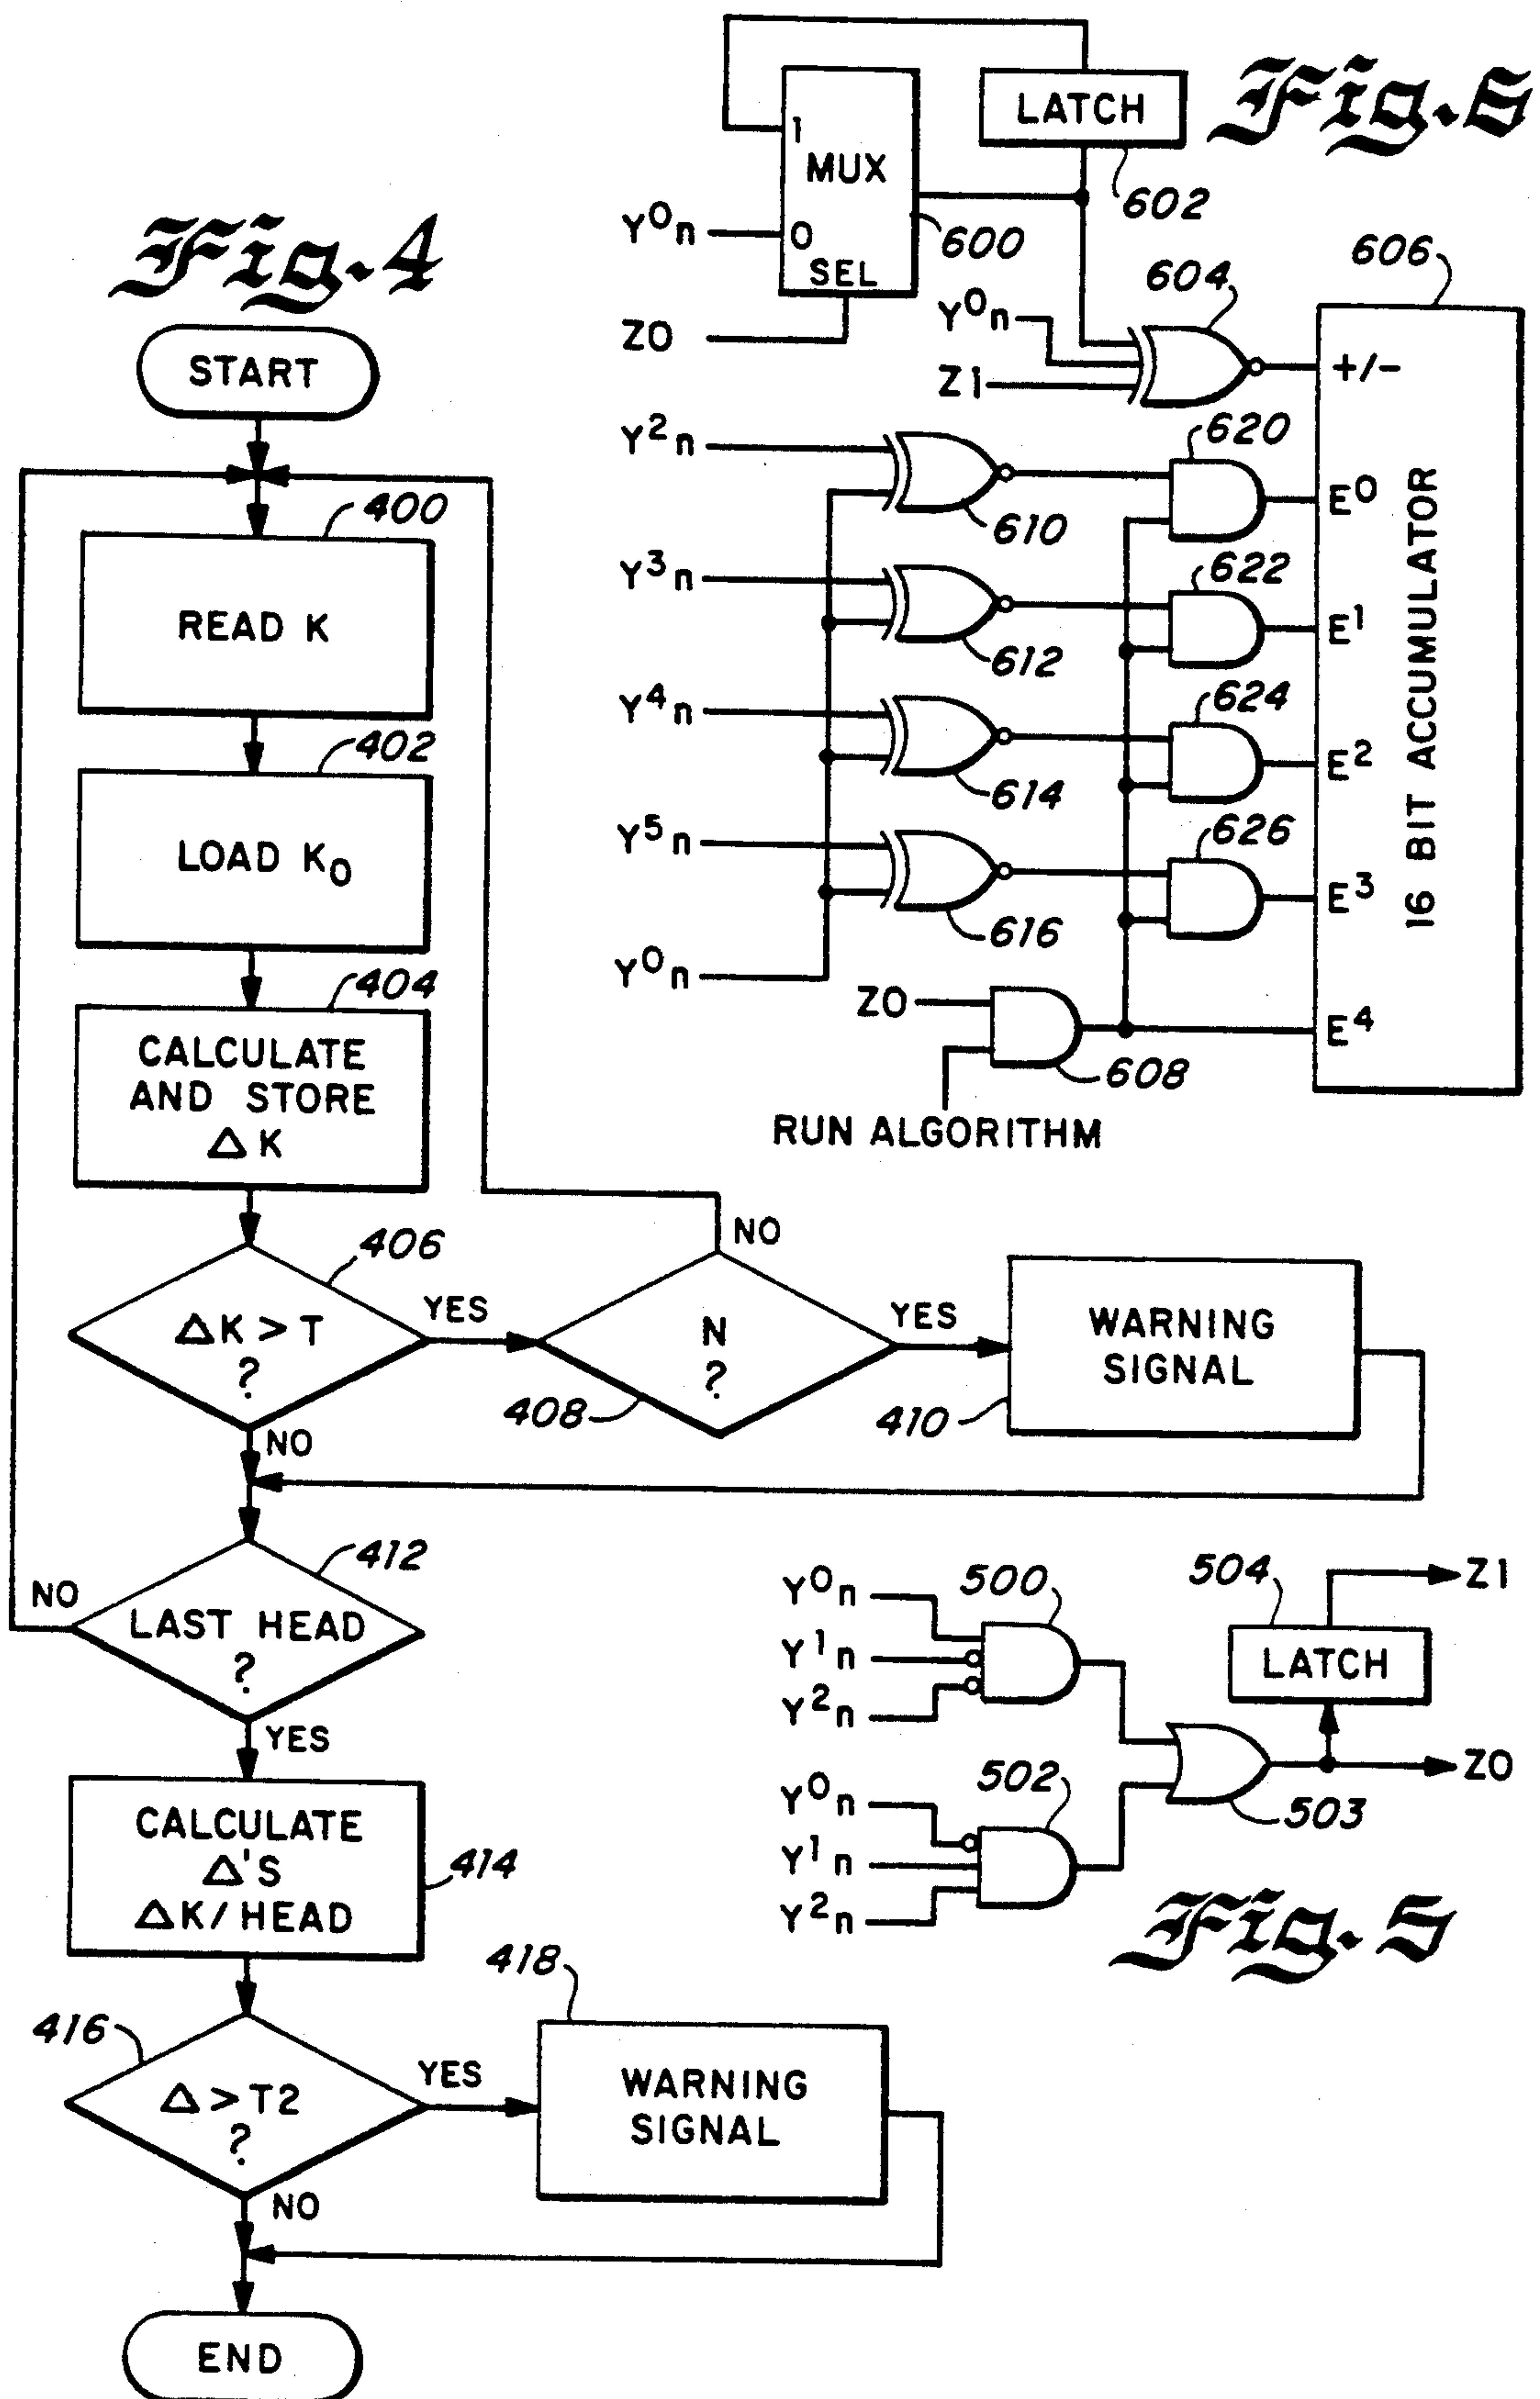 Fig. 4
START
400
READ K
402
LOAD K₀
404
CALCULATE
AND STORE
Δ K
406
ΔK > T
?
YES
NO
408
N
?
NO
YES
410
WARNING
SIGNAL
412
LAST HEAD
?
NO
YES
CALCULATE
Δ'S
ΔK/HEAD
414
416
Δ > T2
?
YES
NO
418
WARNING
SIGNAL
END
Fig. 6
LATCH
602
1
MUX
0
SEL
600
Y⁰n
Z0
604
Y⁰n
Z1
606
+/-
E⁰
E¹
E²
E³
E⁴
16 BIT ACCUMULATOR
Y²n
610
620
Y³n
612
622
Y⁴n
614
624
Y⁵n
616
626
Y⁰n
Z0
608
RUN ALGORITHM
Y⁰n
Y¹n
Y²n
500
504
LATCH
Z1
Y⁰n
Y¹n
Y²n
502
503
Z0
Fig. 5